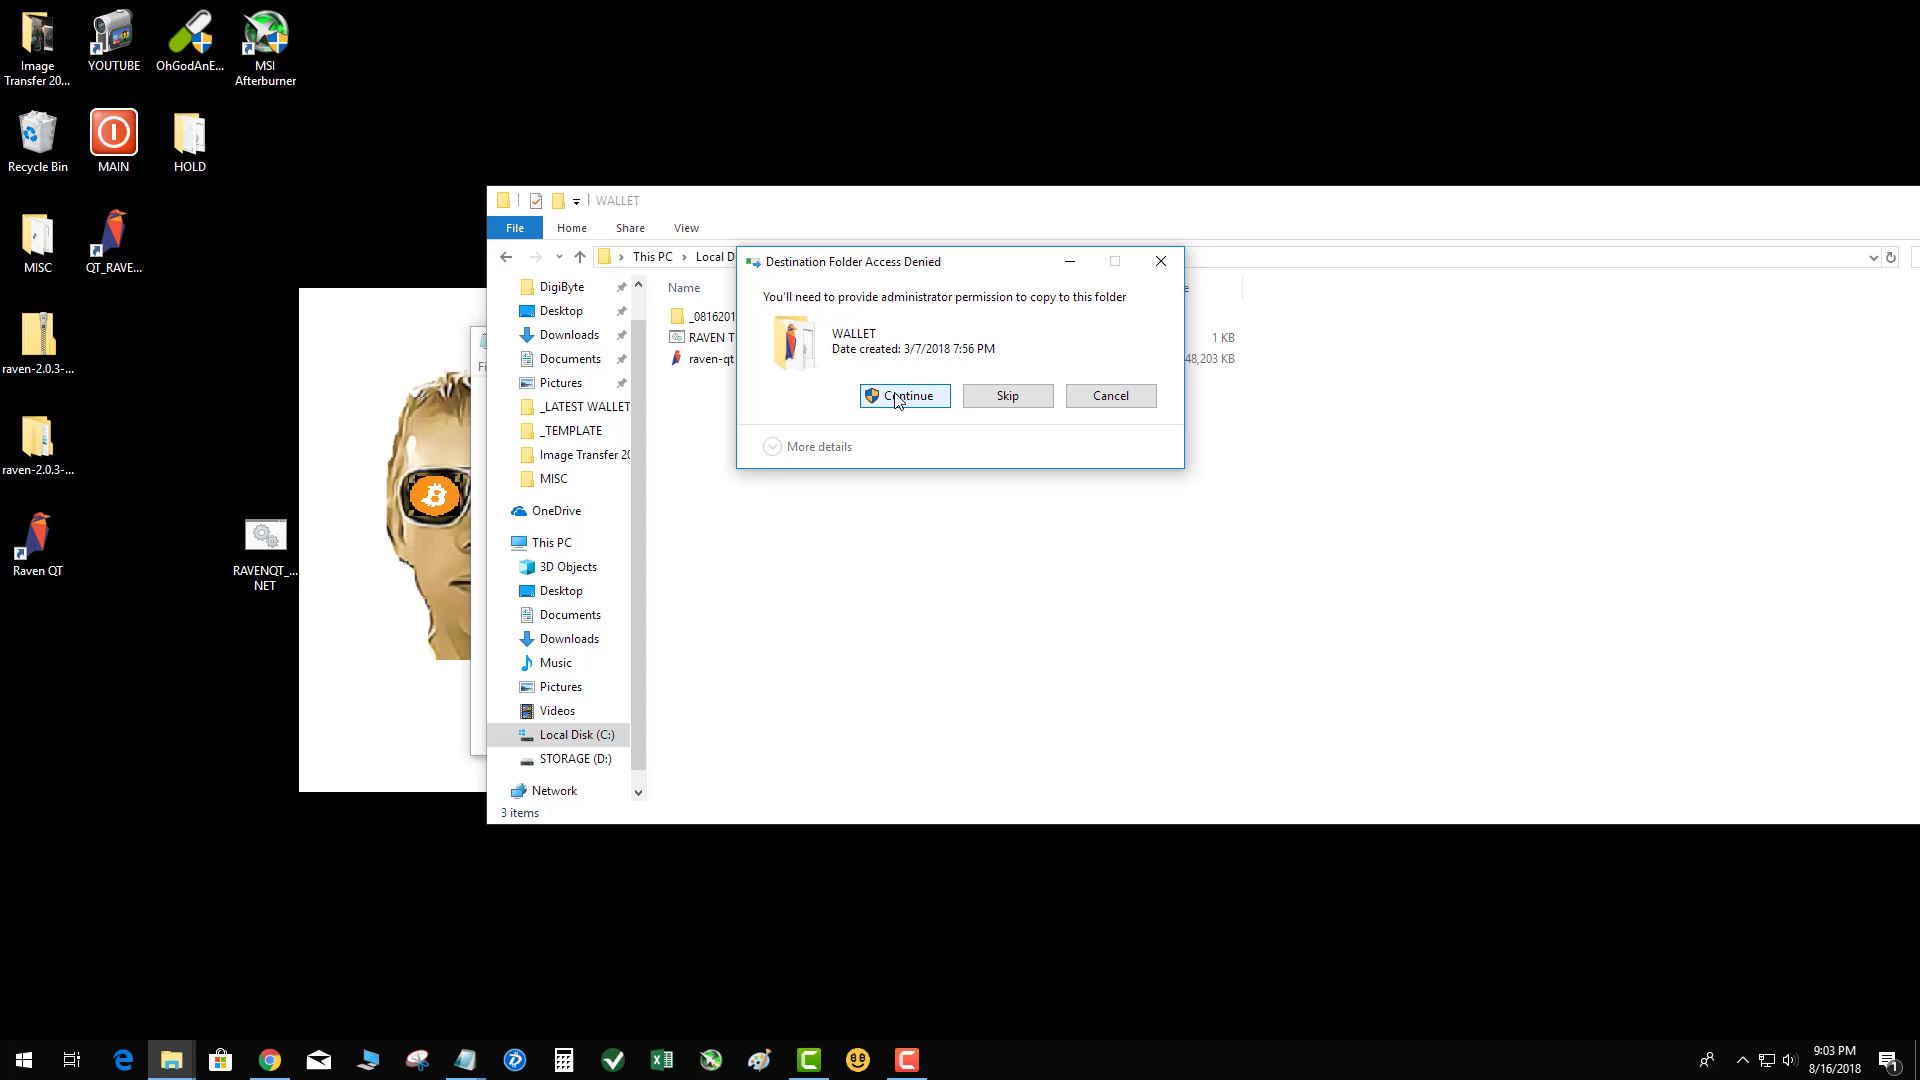 Image
Transfer 20...
YOUTUBE
OhGodAnE...
MSI
Afterburner
Recycle Bin
MAIN
HOLD
MISC
QT_RAVE...
raven-2.0.3-...
raven-2.0.3-...
Raven QT
RAVENQT_...
NET
WALLET
File
Home
Share
View
This PC
Local D
Name
_0816201
RAVEN T
raven-qt
1 KB
48,203 KB
DigiByte
Desktop
Downloads
Documents
Pictures
_LATEST WALLET
_TEMPLATE
Image Transfer 20
MISC
OneDrive
This PC
3D Objects
Desktop
Documents
Downloads
Music
Pictures
Videos
Local Disk (C:)
STORAGE (D:)
Network
3 items
Destination Folder Access Denied
You'll need to provide administrator permission to copy to this folder
WALLET
Date created: 3/7/2018 7:56 PM
Continue
Skip
Cancel
More details
9:03 PM
8/16/2018
1